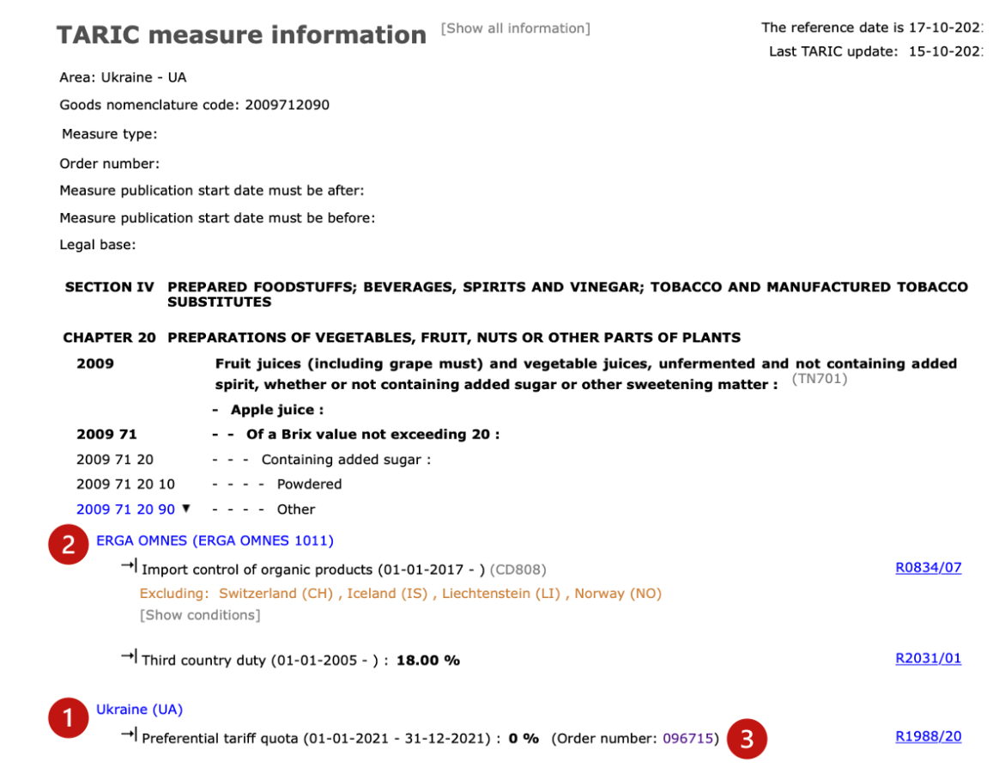 TARIC measure information [Show all information] The reference date is 17-10-2021
Last TARIC update: 15-10-2021
Area: Ukraine - UA
Goods nomenclature code: 2009712090
Measure type:
Order number:
Measure publication start date must be after:
Measure publication start date must be before:
Legal base:
SECTION IV PREPARED FOODSTUFFS; BEVERAGES, SPIRITS AND VINEGAR; TOBACCO AND MANUFACTURED TOBACCO
SUBSTITUTES
CHAPTER 20 PREPARATIONS OF VEGETABLES, FRUIT, NUTS OR OTHER PARTS OF PLANTS
2009 Fruit juices (including grape must) and vegetable juices, unfermented and not containing added
spirit, whether or not containing added sugar or other sweetening matter : (TN701)
- Apple juice :
2009 71 - - Of a Brix value not exceeding 20 :
2009 71 20 - - - Containing added sugar :
2009 71 20 10 - - - - Powdered
2009 71 20 90 ▼ - - - - Other
2 ERGA OMNES (ERGA OMNES 1011)
Import control of organic products (01-01-2017 - ) (CD808) R0834/07
Excluding: Switzerland (CH) , Iceland (IS) , Liechtenstein (LI) , Norway (NO)
[Show conditions]
Third country duty (01-01-2005 - ) : 18.00 % R2031/01
1 Ukraine (UA)
Preferential tariff quota (01-01-2021 - 31-12-2021) : 0 % (Order number: 096715) 3 R1988/20